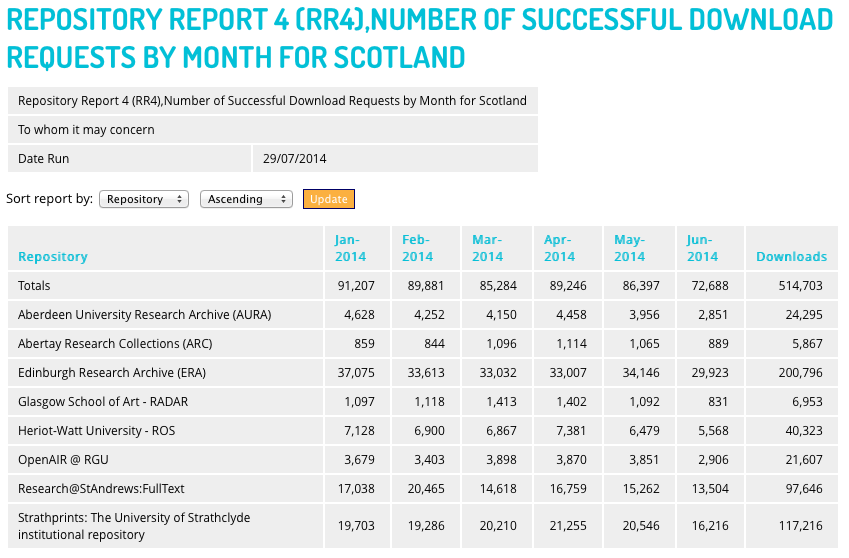 REPOSITORY REPORT 4 (RR4),NUMBER OF SUCCESSFUL DOWNLOAD
REQUESTS BY MONTH FOR SCOTLAND
Repository Report 4 (RR4),Number of Successful Download Requests by Month for Scotland
To whom it may concern
Date Run 29/07/2014
Sort report by: Repository Ascending Update
Repository Jan-2014 Feb-2014 Mar-2014 Apr-2014 May-2014 Jun-2014 Downloads
Totals 91,207 89,881 85,284 89,246 86,397 72,688 514,703
Aberdeen University Research Archive (AURA) 4,628 4,252 4,150 4,458 3,956 2,851 24,295
Abertay Research Collections (ARC) 859 844 1,096 1,114 1,065 889 5,867
Edinburgh Research Archive (ERA) 37,075 33,613 33,032 33,007 34,146 29,923 200,796
Glasgow School of Art - RADAR 1,097 1,118 1,413 1,402 1,092 831 6,953
Heriot-Watt University - ROS 7,128 6,900 6,867 7,381 6,479 5,568 40,323
OpenAIR @ RGU 3,679 3,403 3,898 3,870 3,851 2,906 21,607
Research@StAndrews:FullText 17,038 20,465 14,618 16,759 15,262 13,504 97,646
Strathprints: The University of Strathclyde
institutional repository 19,703 19,286 20,210 21,255 20,546 16,216 117,216